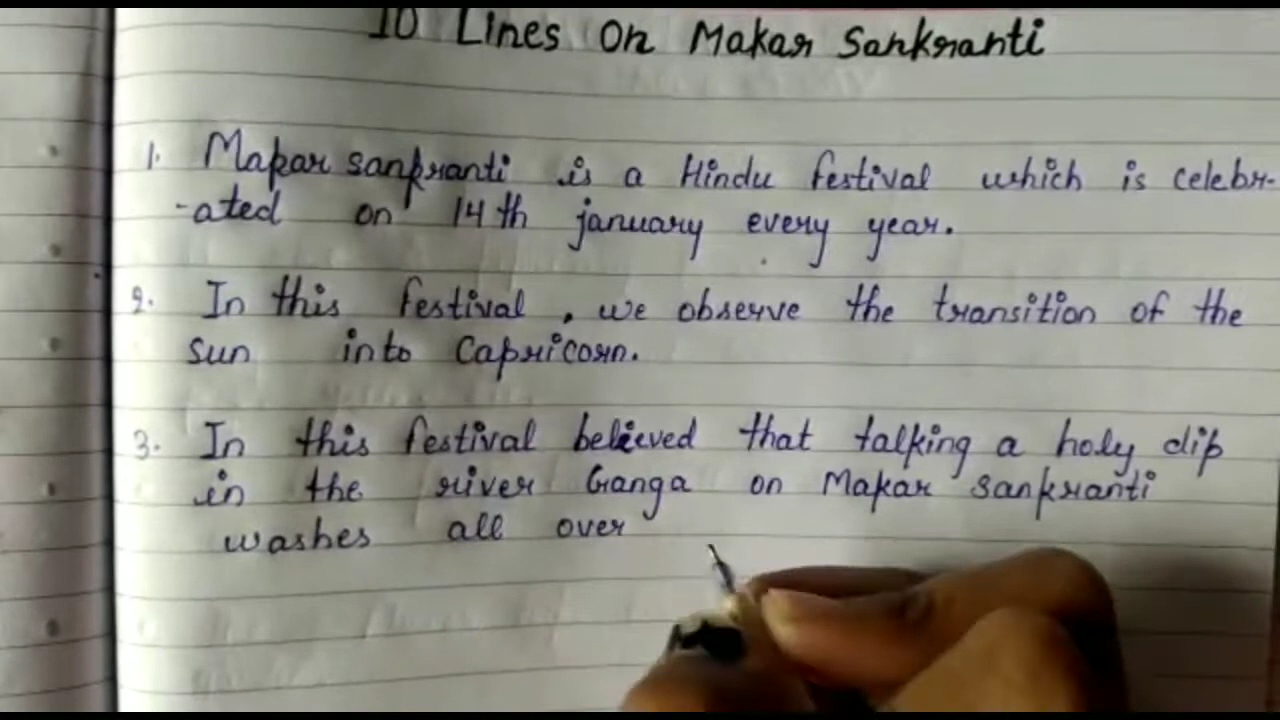 10 Lines On Makar Sankranti
1. Makar sankranti is a Hindu festival which is celebr-
-ated on 14th january every year.
2. In this festival, we observe the transition of the
sun into Capricorn.
3. In this festival believed that talking a holy dip
in the river Ganga on Makar sankranti
washes all over